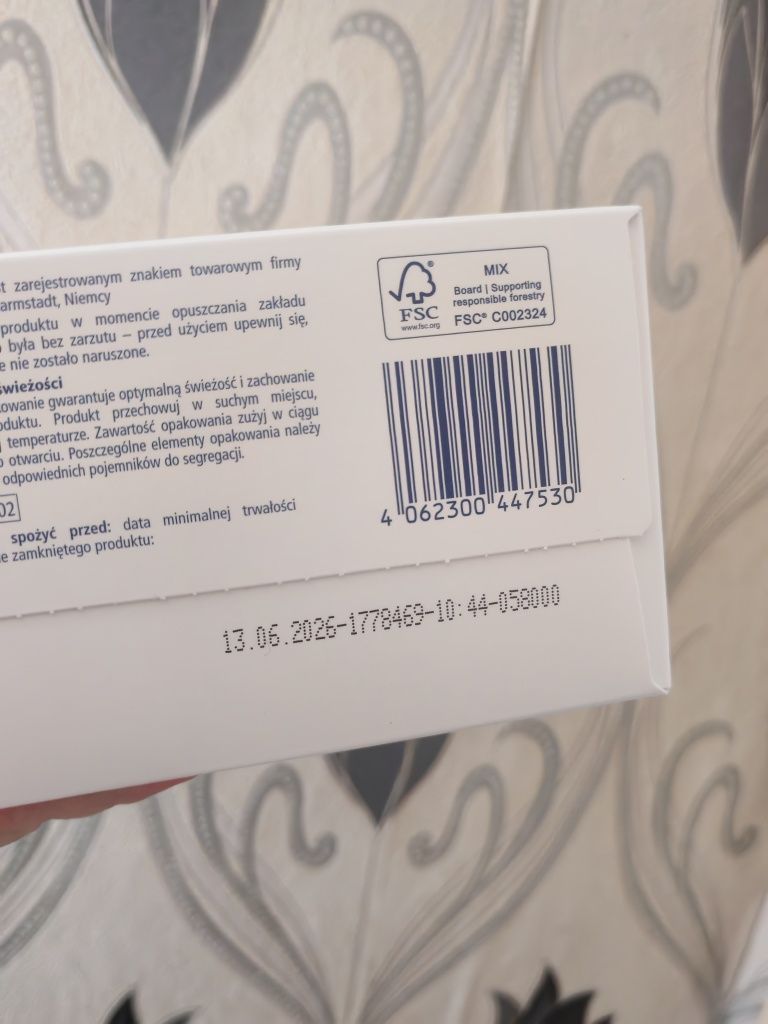 zarejestrowanym znakiem towarowym firmy
armstadt, Niemcy
produktu w momencie opuszczania zakładu
była bez zarzutu – przed użyciem upewnij się,
e nie zostało naruszone.
świeżości
owanie gwarantuje optymalną świeżość i zachowanie
oduktu. Produkt przechowuj w suchym miejscu,
j temperaturze. Zawartość opakowania zużyj w ciągu
o otwarciu. Poszczególne elementy opakowania należy
odpowiednich pojemników do segregacji.
02
spożyć przed: data minimalnej trwałości
ie zamkniętego produktu:
FSC®
www.fsc.org
MIX
Board | Supporting
responsible forestry
FSC® C002324
4 062300 447530
13.06.2026-1778469-10:44-058000